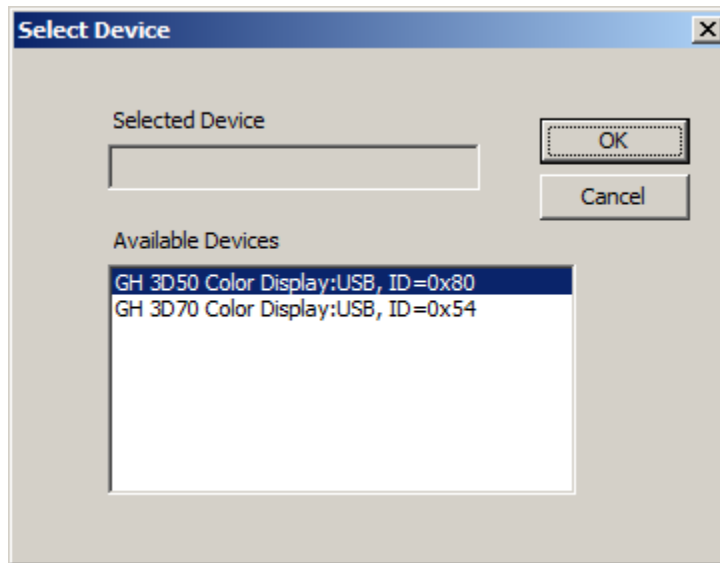 Select Device
Selected Device
OK
Cancel
Available Devices
GH 3D50 Color Display:USB, ID=0x80
GH 3D70 Color Display:USB, ID=0x54